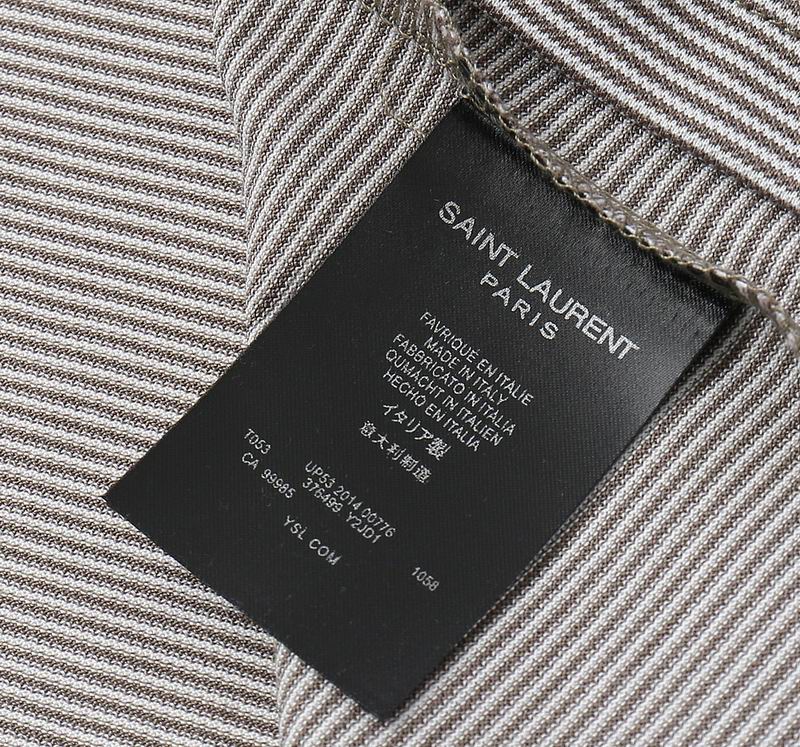 SAINT LAURENT
PARIS
FAVRIQUE EN ITALIE
MADE IN ITALY
FABBRICATO IN ITALIA
QUMACHT IN ITALIEN
HECHO EN ITALIA
イタリア製
意大利制造
T053 UP53 2014 00776
CA 99985 376499 Y2JD1
YSL COM
1058